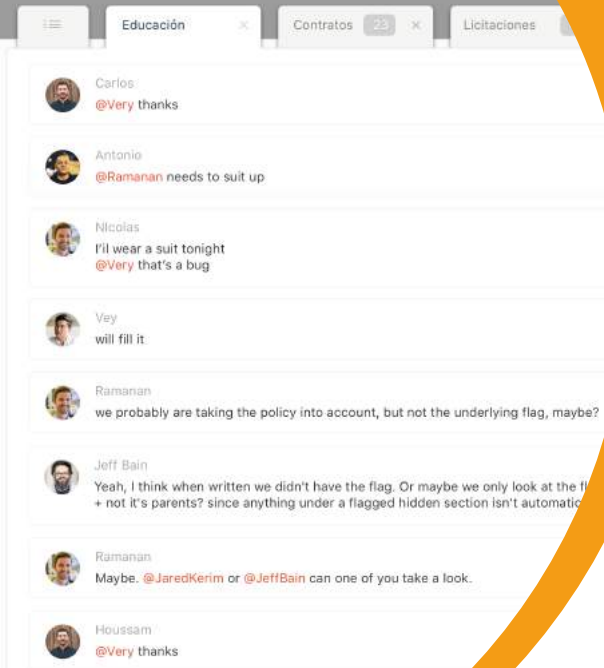 Educación
Contratos 23
Licitaciones
Carlos
@Very thanks
Antonio
@Ramanan needs to suit up
NIcolas
I'il wear a suit tonight
@Very that's a bug
Vey
will fill it
Ramanan
we probably are taking the policy into account, but not the underlying flag, maybe?
Jeff Bain
Yeah, I think when written we didn't have the flag. Or maybe we only look at the
+ not it's parents? since anything under a flagged hidden section isn't
Ramanan
Maybe. @JaredKerim or @JeffBain can one of you take a look.
Houssam
@Very thanks